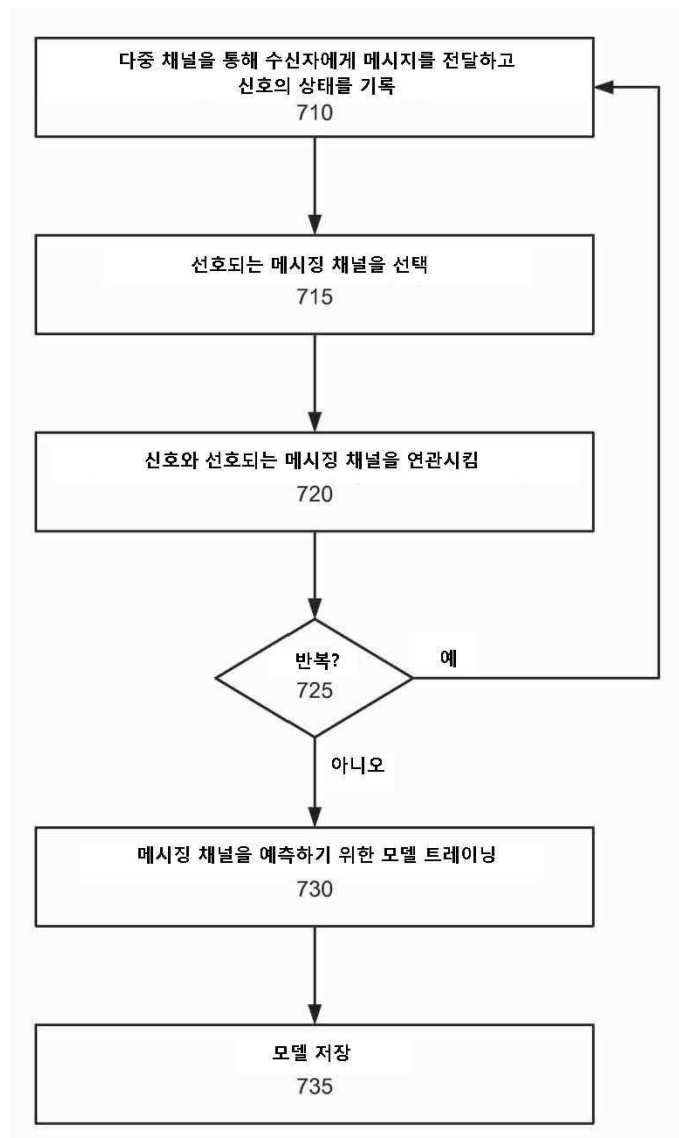 다중 채널을 통해 수신자에게 메시지를 전달하고
신호의 상태를 기록
710
선호되는 메시징 채널을 선택
715
신호와 선호되는 메시징 채널을 연관시킴
720
반복?
725
예
아니오
메시징 채널을 예측하기 위한 모델 트레이닝
730
모델 저장
735